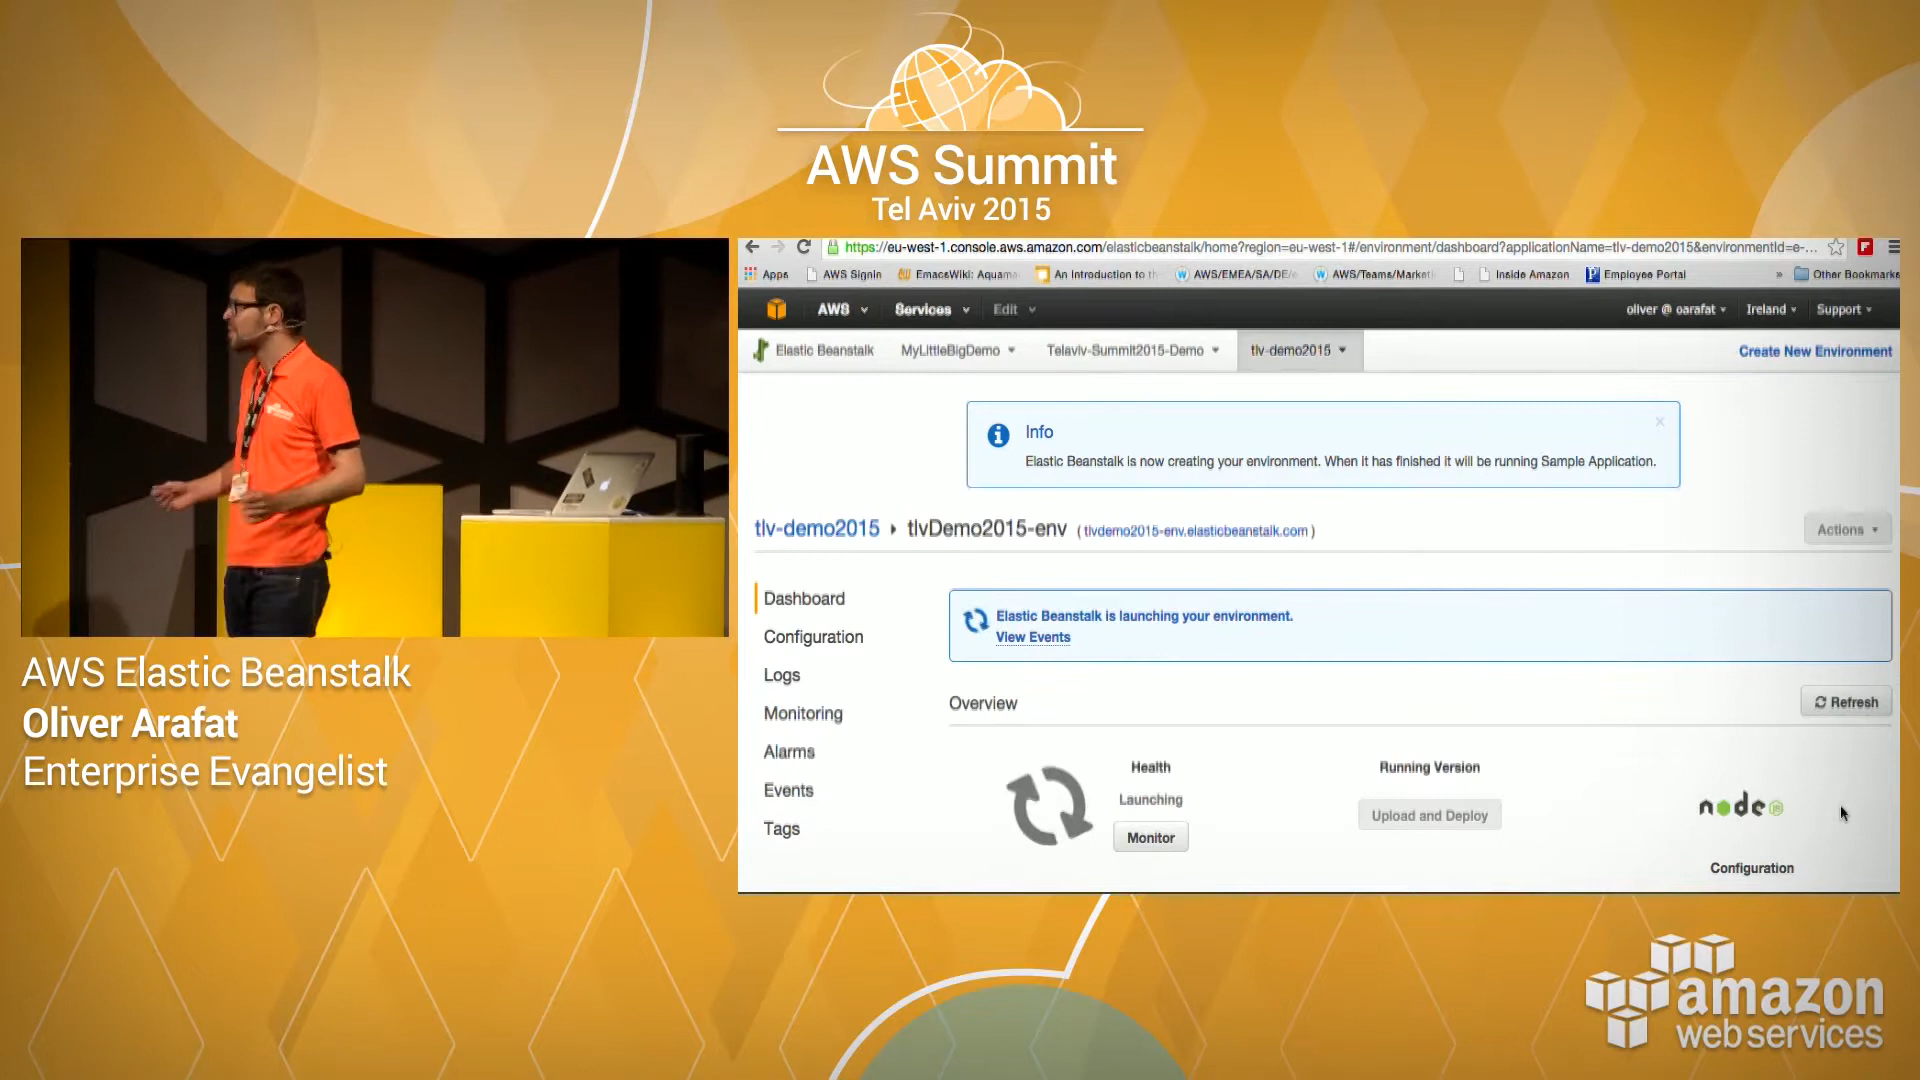 AWS Summit
Tel Aviv 2015
https://eu-west-1.console.aws.amazon.com/elasticbeanstalk/home?region=eu-west-1#/environment/dashboard?applicationName=tlv-demo2015&environmentId=e-...
Apps AWS Signin EmacsWiki: Aquama An Introduction to th AWS/EMEA/SA/DE/ AWS/Teams/Marketi Inside Amazon Employee Portal » Other Bookmarks
AWS Services Edit oliver @ oarafat Ireland Support
Elastic Beanstalk MyLittleBigDemo Telaviv-Summit2015-Demo tlv-demo2015 Create New Environment
Info
Elastic Beanstalk is now creating your environment. When it has finished it will be running Sample Application.
tlv-demo2015 tlvDemo2015-env ( tlvdemo2015-env.elasticbeanstalk.com ) Actions
Dashboard
Configuration
Logs
Monitoring
Alarms
Events
Tags
Elastic Beanstalk is launching your environment.
View Events
Overview Refresh
Health
Launching
Monitor
Running Version
Upload and Deploy
node JS
Configuration
AWS Elastic Beanstalk
Oliver Arafat
Enterprise Evangelist
amazon
web services